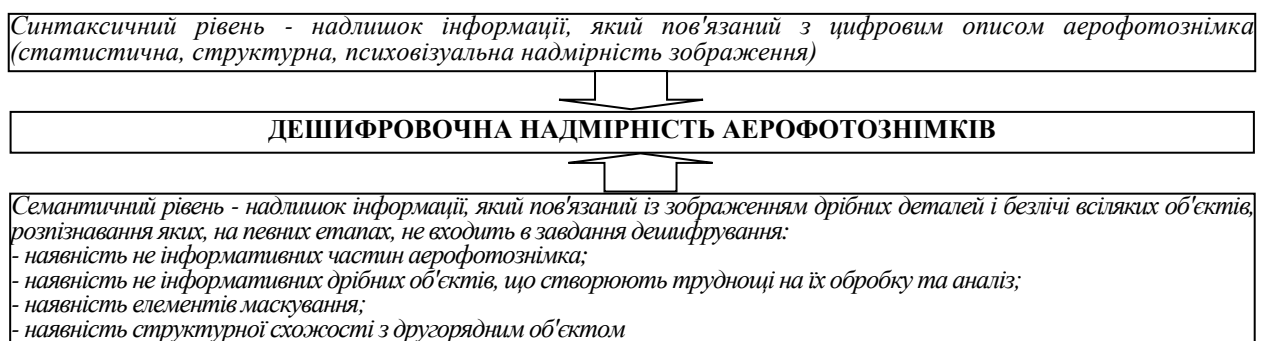 Синтаксичний рівень - надлишок інформації, який пов'язаний з цифровим описом аерофотознімка
(статистична, структурна, психовізуальна надмірність зображення)
ДЕШИФРОВОЧНА НАДМІРНІСТЬ АЕРОФОТОЗНІМКІВ
Семантичний рівень - надлишок інформації, який пов'язаний із зображенням дрібних деталей і безлічі всіляких об'єктів,
розпізнавання яких, на певних етапах, не входить в завдання дешифрування:
- наявність не інформативних частин аерофотознімка;
- наявність не інформативних дрібних об'єктів, що створюють труднощі на їх обробку та аналіз;
- наявність елементів маскування;
- наявність структурної схожості з другорядним об'єктом